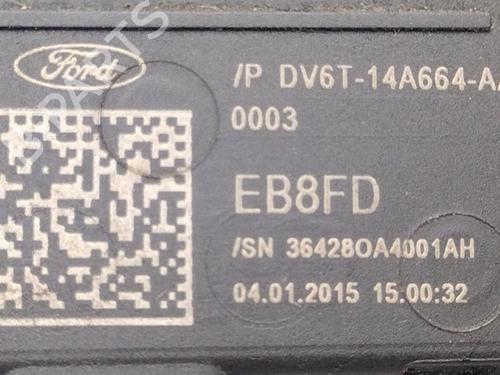 Ford
/P DV6T-14A664-A
0003
EB8FD
/SN 364280A4001AH
04.01.2015 15.00:32